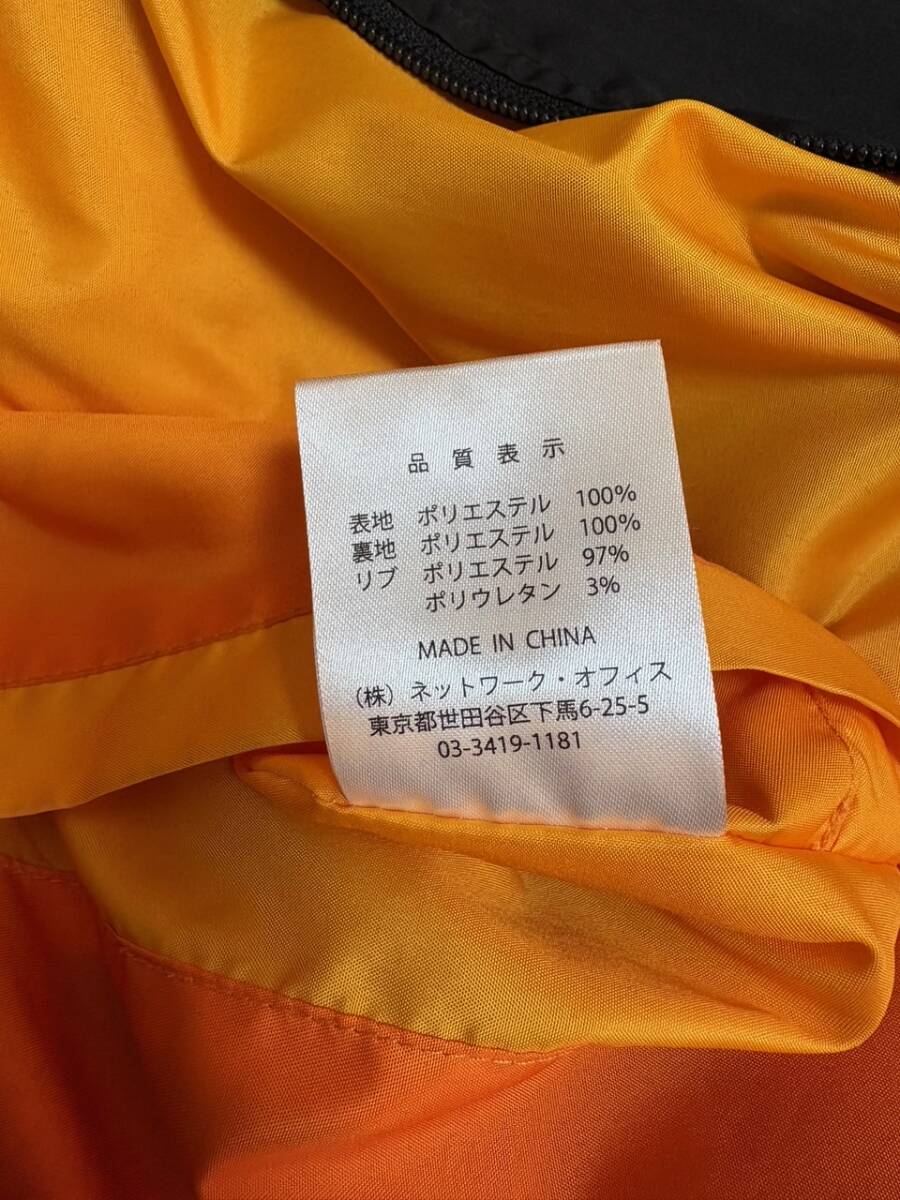 品質表示
表地 ポリエステル 100%
裏地 ポリエステル 100%
リブ ポリエステル 97%
ポリウレタン 3%
MADE IN CHINA
(株) ネットワーク・オフィス
東京都世田谷区下馬6-25-5
03-3419-1181